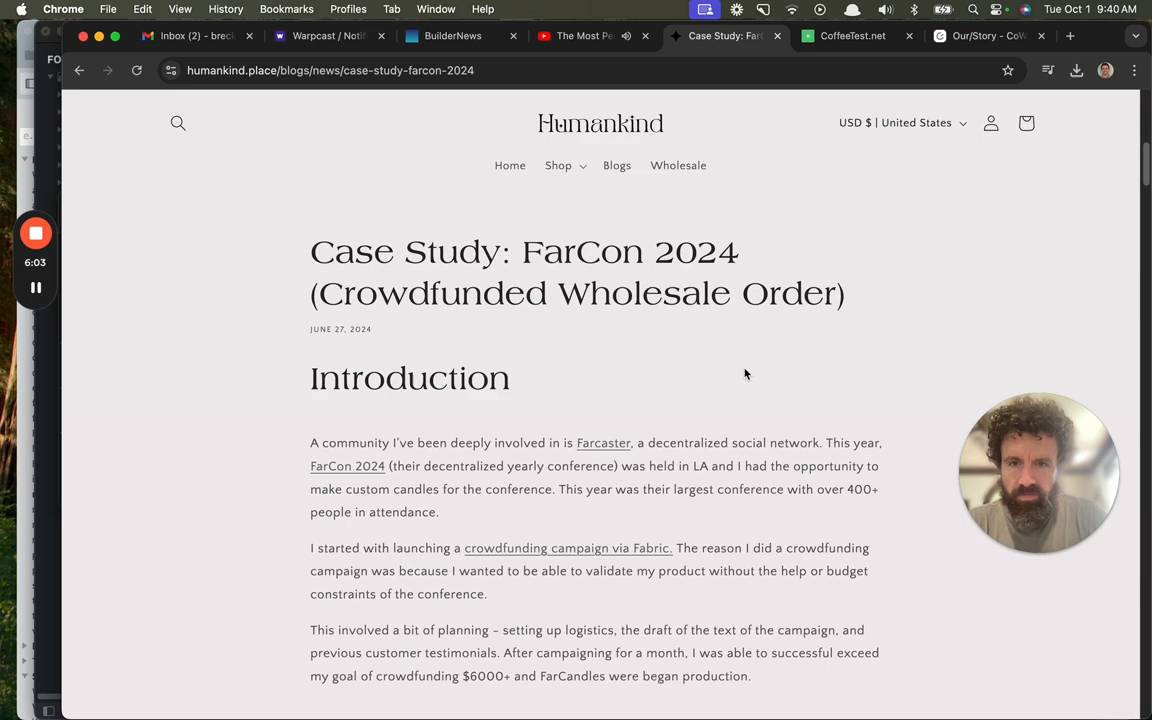 Chrome File Edit View History Bookmarks Profiles Tab Window Help Tue Oct 1 9:40 AM
FO
Inbox (2) - breck Warpcast / Notif BuilderNews The Most Pe Case Study: FarC CoffeeTest.net Our/Story - CoW
humankind.place/blogs/news/case-study-farcon-2024
Humankind
USD $ | United States
Home Shop Blogs Wholesale
6:03
Case Study: FarCon 2024
(Crowdfunded Wholesale Order)
JUNE 27, 2024
Introduction
A community I've been deeply involved in is Farcaster, a decentralized social network. This year,
FarCon 2024 (their decentralized yearly conference) was held in LA and I had the opportunity to
make custom candles for the conference. This year was their largest conference with over 400+
people in attendance.
I started with launching a crowdfunding campaign via Fabric. The reason I did a crowdfunding
campaign was because I wanted to be able to validate my product without the help or budget
constraints of the conference.
This involved a bit of planning - setting up logistics, the draft of the text of the campaign, and
previous customer testimonials. After campaigning for a month, I was able to successful exceed
my goal of crowdfunding $6000+ and FarCandles were began production.